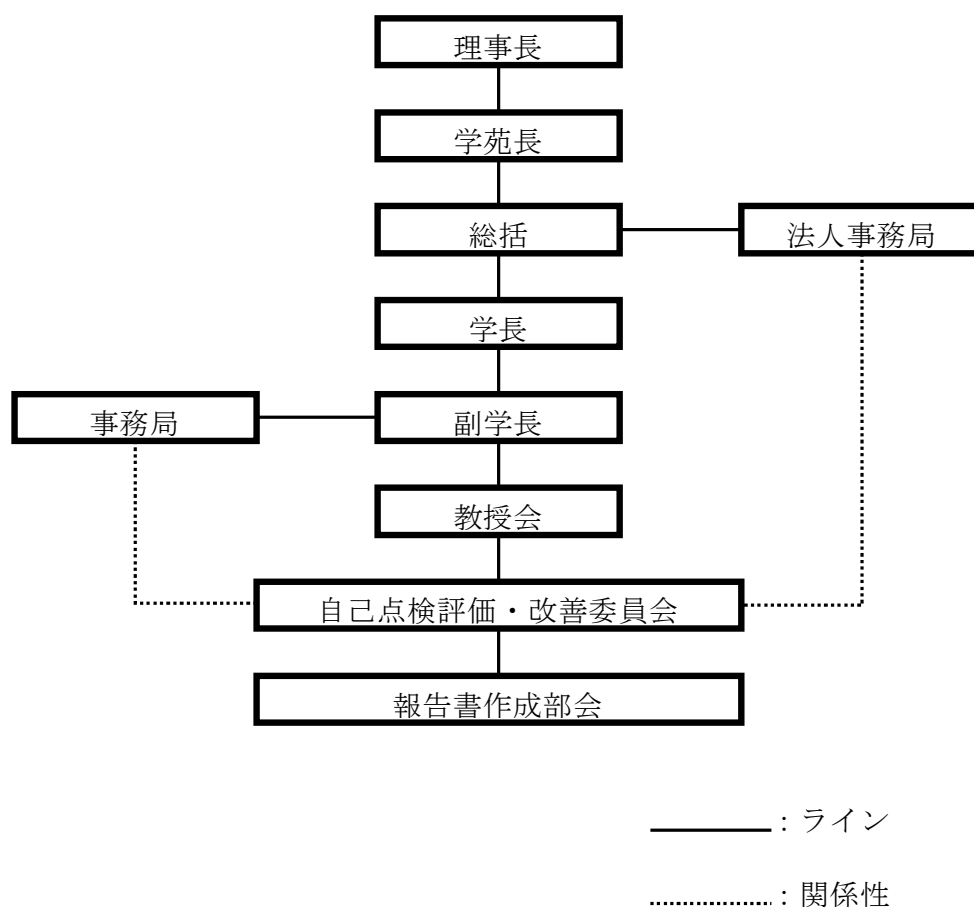 理事長
学苑長
総括
法人事務局
学長
事務局
副学長
教授会
自己点検評価・改善委員会
報告書作成部会
：ライン
：関係性